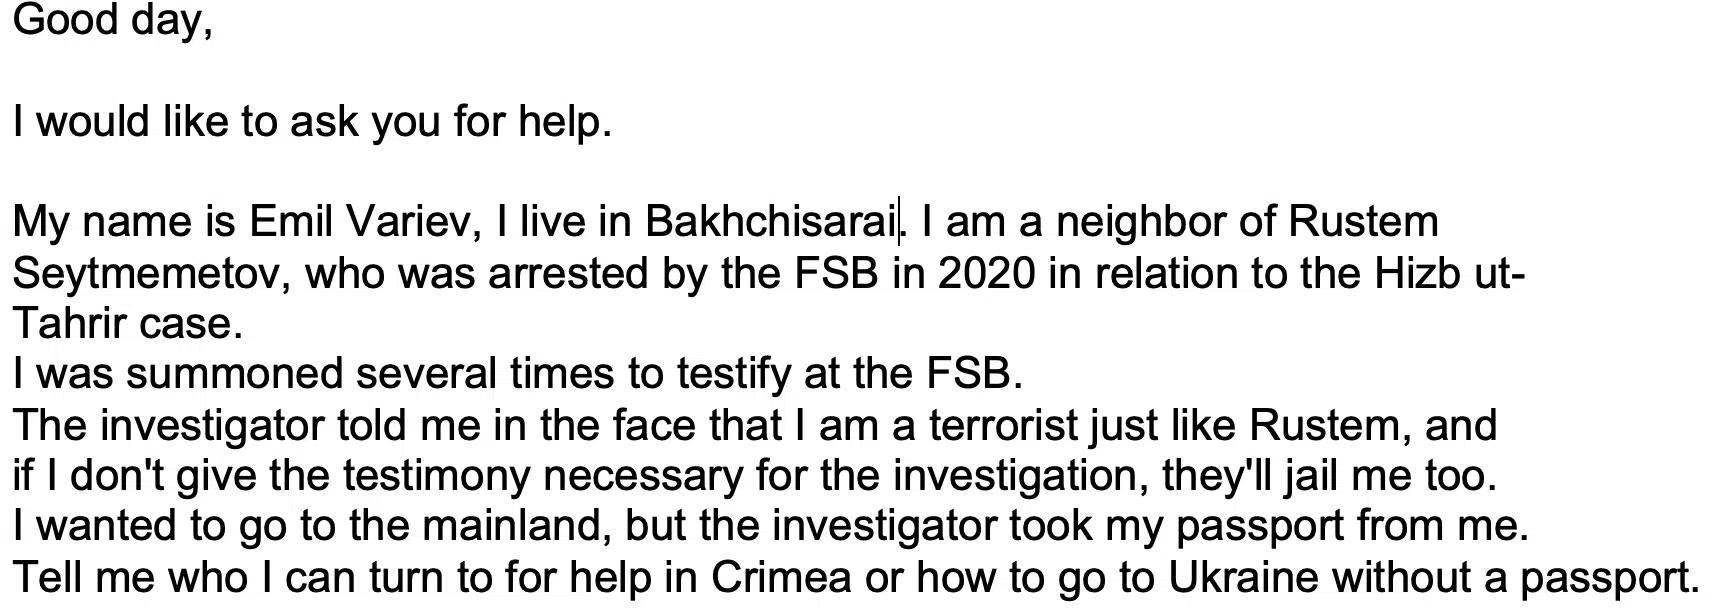 Good day,
I would like to ask you for help.
My name is Emil Variev, I live in Bakhchisarai. I am a neighbor of Rustem
Seytmemetov, who was arrested by the FSB in 2020 in relation to the Hizb ut-
Tahrir case.
I was summoned several times to testify at the FSB.
The investigator told me in the face that I am a terrorist just like Rustem, and
if I don't give the testimony necessary for the investigation, they'll jail me too.
I wanted to go to the mainland, but the investigator took my passport from me.
Tell me who I can turn to for help in Crimea or how to go to Ukraine without a passport.